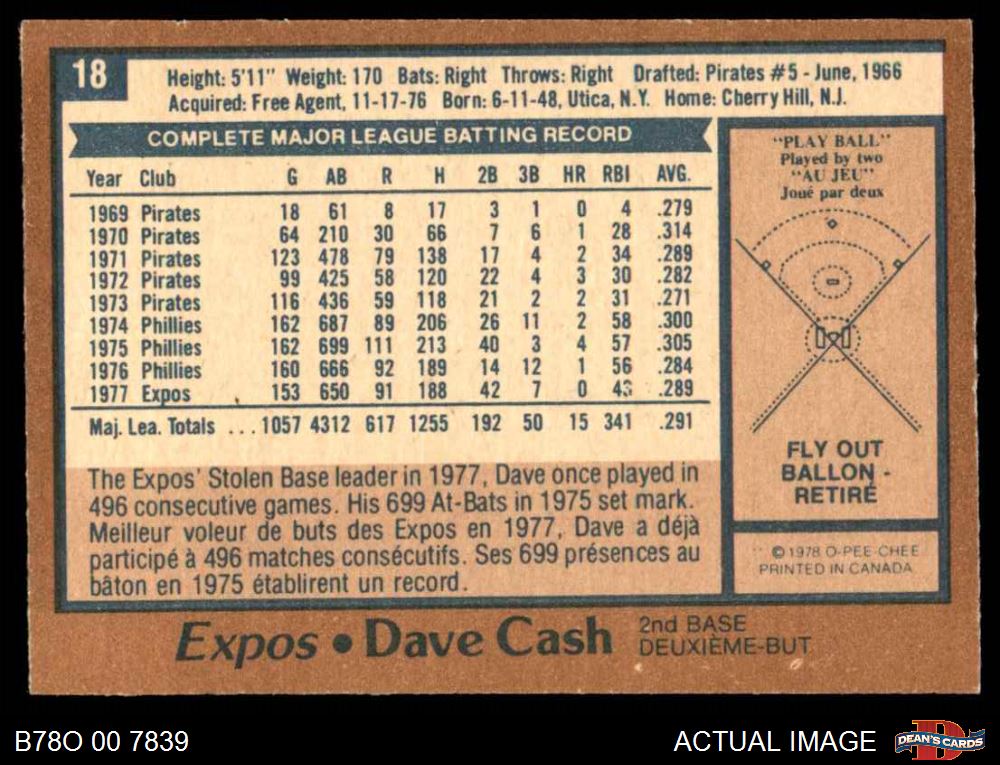 18
Height: 5'11" Weight: 170 Bats: Right Throws: Right Drafted: Pirates #5 - June, 1966
Acquired: Free Agent, 11-17-76 Born: 6-11-48, Utica, N.Y. Home: Cherry Hill, N.J.
COMPLETE MAJOR LEAGUE BATTING RECORD
Year Club G AB R H 2B 3B HR RBI AVG.
1969 Pirates 18 61 8 17 3 1 0 4 .279
1970 Pirates 64 210 30 66 7 6 1 28 .314
1971 Pirates 123 478 79 138 17 4 2 34 .289
1972 Pirates 99 425 58 120 22 4 3 30 .282
1973 Pirates 116 436 59 118 21 2 2 31 .271
1974 Phillies 162 687 89 206 26 11 2 58 .300
1975 Phillies 162 699 111 213 40 3 4 57 .305
1976 Phillies 160 666 92 189 14 12 1 56 .284
1977 Expos 153 650 91 188 42 7 0 43 .289
Maj. Lea. Totals ... 1057 4312 617 1255 192 50 15 341 .291
The Expos' Stolen Base leader in 1977, Dave once played in
496 consecutive games. His 699 At-Bats in 1975 set mark.
Meilleur voleur de buts des Expos en 1977, Dave a déjà
participé à 496 matches consécutifs. Ses 699 présences au
bâton en 1975 établirent un record.
"PLAY BALL"
Played by two
"AU JEU"
Joué par deux
FLY OUT
BALLON -
RETIRÉ
© 1978 O-PEE-CHEE
PRINTED IN CANADA
Expos • Dave Cash
2nd BASE
DEUXIÈME-BUT
B78O 00 7839
ACTUAL IMAGE
DEAN'S CARDS